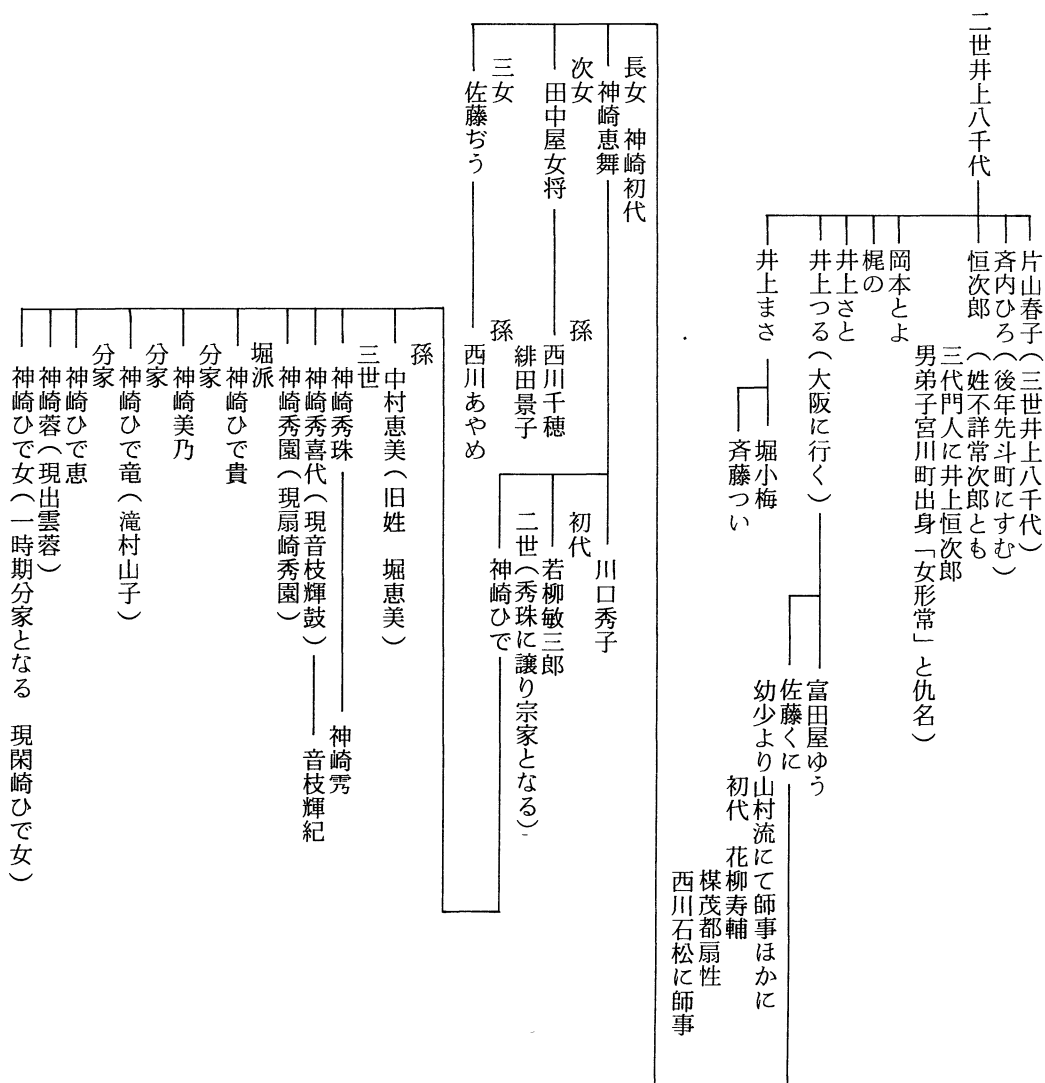 二世井上八千代
片山春子（三世井上八千代）
斉内ひろ（後年先斗町にすむ）
恒次郎（姓不詳常次郎とも
三代門人に井上恒次郎
男弟子宮川町出身「女形常」と仇名）
岡本とよ
梶の
井上さと
井上つる（大阪に行く）
井上まさ
堀小梅
斉藤つい
富田屋ゆう
佐藤くに
幼少より山村流にて師事ほかに
初代　花柳寿輔
楳茂都扇性
西川石松に師事
長女　神崎初代
神崎恵舞
次女
田中屋女将
三女
佐藤ぢう
孫
西川千穂
緋田景子
孫
西川あやめ
川口秀子
初代
若柳敏三郎
二世（秀珠に譲り宗家となる）
神崎ひで
孫
中村恵美（旧姓　堀恵美）
三世
神崎秀珠
神崎秀喜代（現音枝輝鼓）
神崎秀園（現扇崎秀園）
堀派
神崎ひで貴
分家
神崎美乃
分家
神崎ひで竜（滝村山子）
分家
神崎ひで恵
神崎蓉（現出雲蓉）
神崎ひで女（一時期分家となる　現閑崎ひで女）
音枝輝紀